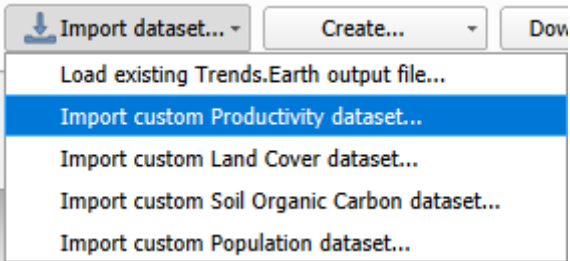 Import dataset... Create... Dow
Load existing Trends.Earth output file...
Import custom Productivity dataset...
Import custom Land Cover dataset...
Import custom Soil Organic Carbon dataset...
Import custom Population dataset...